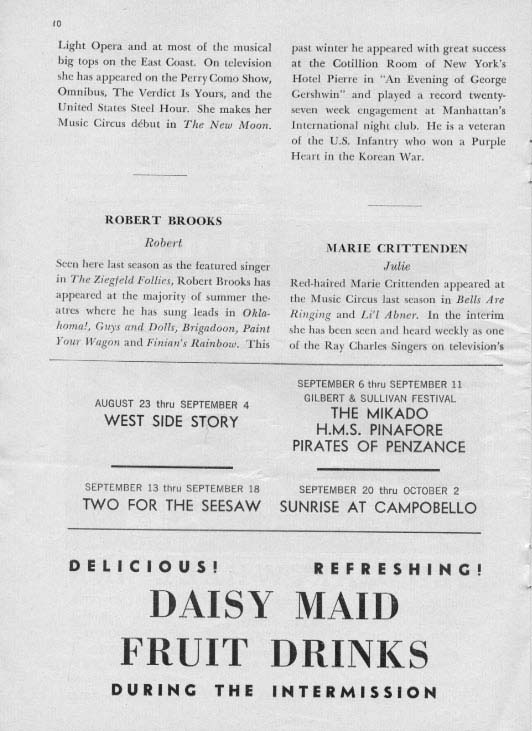 10
Light Opera and at most of the musical
big tops on the East Coast. On television
she has appeared on the Perry Como Show,
Omnibus, The Verdict Is Yours, and the
United States Steel Hour. She makes her
Music Circus début in The New Moon.
ROBERT BROOKS
Robert
Seen here last season as the featured singer
in The Ziegfeld Follies, Robert Brooks has
appeared at the majority of summer the-
atres where he has sung leads in Okla-
homa!, Guys and Dolls, Brigadoon, Paint
Your Wagon and Finian's Rainbow. This
past winter he appeared with great success
at the Cotillion Room of New York's
Hotel Pierre in "An Evening of George
Gershwin" and played a record twenty-
seven week engagement at Manhattan's
International night club. He is a veteran
of the U.S. Infantry who won a Purple
Heart in the Korean War.
MARIE CRITTENDEN
Julie
Red-haired Marie Crittenden appeared at
the Music Circus last season in Bells Are
Ringing and Li'l Abner. In the interim
she has been seen and heard weekly as one
of the Ray Charles Singers on television's
AUGUST 23 thru SEPTEMBER 4
WEST SIDE STORY
SEPTEMBER 6 thru SEPTEMBER 11
GILBERT & SULLIVAN FESTIVAL
THE MIKADO
H.M.S. PINAFORE
PIRATES OF PENZANCE
SEPTEMBER 13 thru SEPTEMBER 18
TWO FOR THE SEESAW
SEPTEMBER 20 thru OCTOBER 2
SUNRISE AT CAMPOBELLO
DELICIOUS! REFRESHING!
DAISY MAID
FRUIT DRINKS
DURING THE INTERMISSION